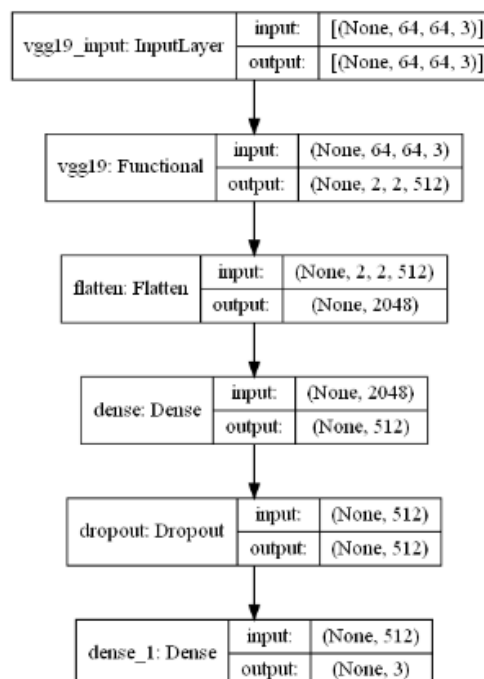 vgg19_input: InputLayer
input: [(None, 64, 64, 3)]
output: [(None, 64, 64, 3)]
vgg19: Functional
input: (None, 64, 64, 3)
output: (None, 2, 2, 512)
flatten: Flatten
input: (None, 2, 2, 512)
output: (None, 2048)
dense: Dense
input: (None, 2048)
output: (None, 512)
dropout: Dropout
input: (None, 512)
output: (None, 512)
dense_1: Dense
input: (None, 512)
output: (None, 3)